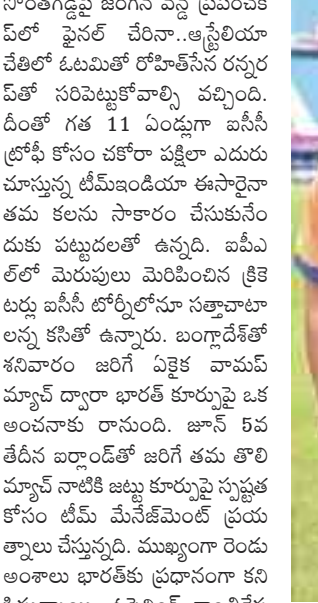 సొంతగడ్డపై జరిగిన వన్డే ప్రపంచక
ప్‌లో ఫైనల్ చేరినా..ఆస్ట్రేలియా
చేతిలో ఓటమితో రోహిత్‌సేన రన్నర
ప్‌తో సరిపెట్టుకోవాల్సి వచ్చింది.
దీంతో గత 11 ఏండ్లుగా ఐసీసీ
ట్రోఫీ కోసం చకోరా పక్షిలా ఎదురు
చూస్తున్న టీమ్ఇండియా ఈసారైనా
తమ కలను సాకారం చేసుకునేం
దుకు పట్టుదలతో ఉన్నది. ఐపీఎ
ల్‌లో మెరుపులు మెరిపించిన క్రికె
టర్లు ఐసీసీ టోర్నీలోనూ సత్తాచాటా
లన్న కసితో ఉన్నారు. బంగ్లాదేశ్‌తో
శనివారం జరిగే ఏకైక వామప్
మ్యాచ్ ద్వారా భారత్ కూర్పుపై ఒక
అంచనాకు రానుంది. జూన్ 5వ
తేదీన ఐర్లాండ్‌తో జరిగే తమ తొలి
మ్యాచ్ నాటికి జట్టు కూర్పుపై స్పష్టత
కోసం టీమ్ మేనేజ్‌మెంట్ ప్రయ
త్నాలు చేస్తున్నది. ముఖ్యంగా రెండు
అంశాలు భారత్‌కు ప్రధానంగా కని